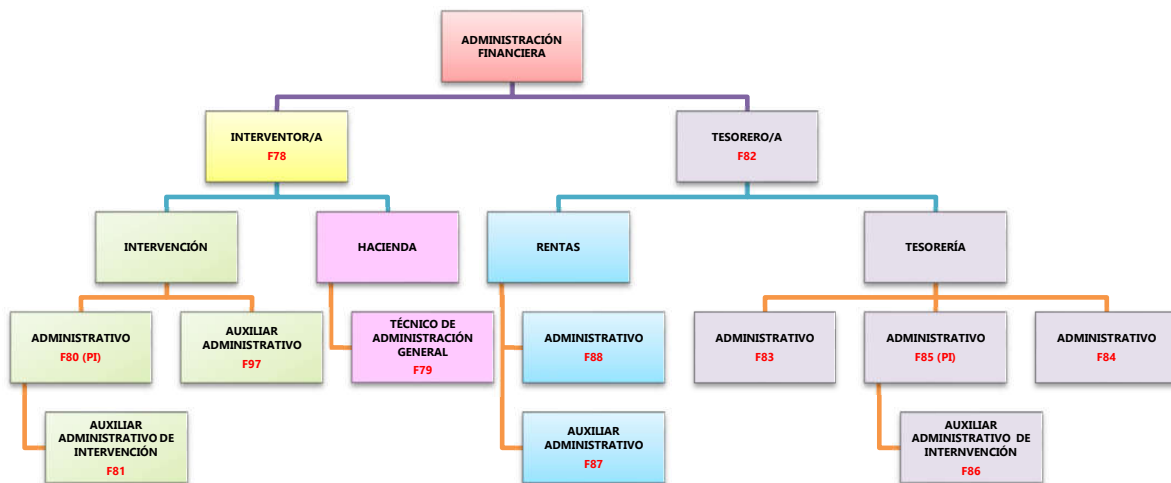 ADMINISTRACIÓN
FINANCIERA
INTERVENTOR/A
F78
TESORERO/A
F82
INTERVENCIÓN
HACIENDA
RENTAS
TESORERÍA
ADMINISTRATIVO
F80 (PI)
AUXILIAR
ADMINISTRATIVO
F97
TÉCNICO DE
ADMINISTRACIÓN
GENERAL
F79
ADMINISTRATIVO
F88
ADMINISTRATIVO
F83
ADMINISTRATIVO
F85 (PI)
ADMINISTRATIVO
F84
AUXILIAR
ADMINISTRATIVO DE
INTERVENCIÓN
F81
AUXILIAR
ADMINISTRATIVO
F87
AUXILIAR
ADMINISTRATIVO DE
INTERNVENCIÓN
F86